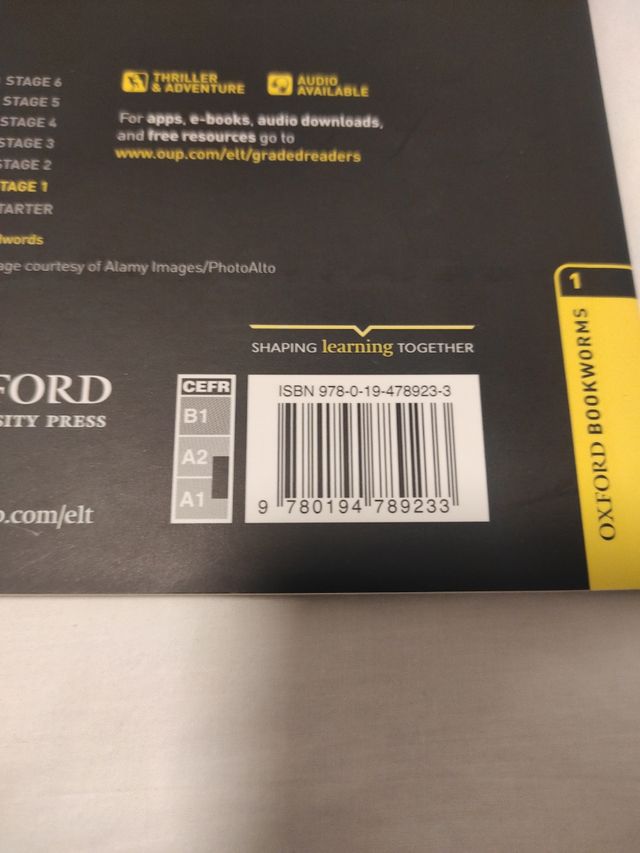 STAGE 6
STAGE 5
STAGE 4
STAGE 3
STAGE 2
TAGE 1
TARTER
lwords
THRILLER
& ADVENTURE
AUDIO
AVAILABLE
For apps, e-books, audio downloads,
and free resources go to
www.oup.com/elt/gradedreaders
age courtesy of Alamy Images/PhotoAlto
SHAPING learning TOGETHER
FORD
SITY PRESS
.com/elt
CEFR
B1
A2
A1
ISBN 978-0-19-478923-3
9 780194 789233
1
OXFORD BOOKWORMS